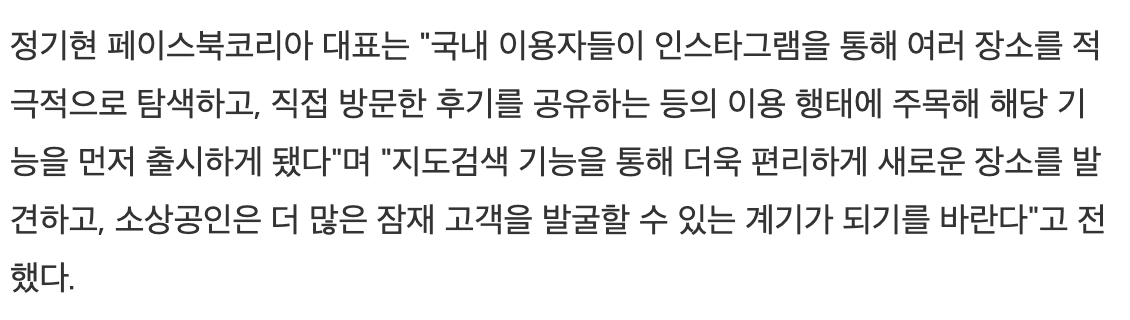 정기현 페이스북코리아 대표는 "국내 이용자들이 인스타그램을 통해 여러 장소를 적
극적으로 탐색하고, 직접 방문한 후기를 공유하는 등의 이용 행태에 주목해 해당 기
능을 먼저 출시하게 됐다"며 "지도검색 기능을 통해 더욱 편리하게 새로운 장소를 발
견하고, 소상공인은 더 많은 잠재 고객을 발굴할 수 있는 계기가 되기를 바란다"고 전
했다.